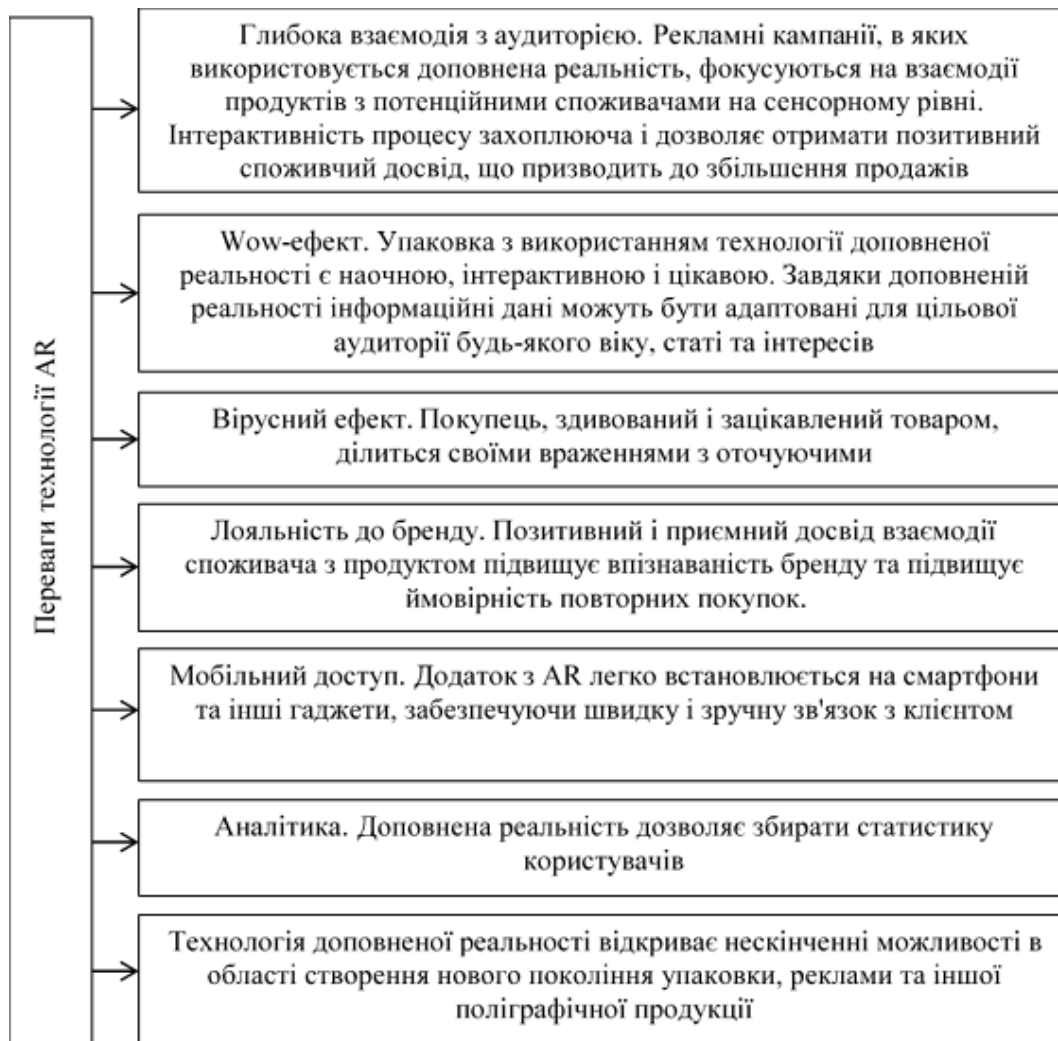 Переваги технології AR
Глибока взаємодія з аудиторією. Рекламні кампанії, в яких
використовується доповнена реальність, фокусуються на взаємодії
продуктів з потенційними споживачами на сенсорному рівні.
Інтерактивність процесу захоплююча і дозволяє отримати позитивний
споживчий досвід, що призводить до збільшення продажів
Wow-ефект. Упаковка з використанням технології доповненої
реальності є наочною, інтерактивною і цікавою. Завдяки доповненій
реальності інформаційні дані можуть бути адаптовані для цільової
аудиторії будь-якого віку, статі та інтересів
Вірусний ефект. Покупець, здивований і зацікавлений товаром,
ділиться своїми враженнями з оточуючими
Лояльність до бренду. Позитивний і приємний досвід взаємодії
споживача з продуктом підвищує впізнаваність бренду та підвищує
ймовірність повторних покупок.
Мобільний доступ. Додаток з AR легко встановлюється на смартфони
та інші гаджети, забезпечуючи швидку і зручну зв'язок з клієнтом
Аналітика. Доповнена реальність дозволяє збирати статистику
користувачів
Технологія доповненої реальності відкриває нескінченні можливості в
області створення нового покоління упаковки, реклами та іншої
поліграфічної продукції